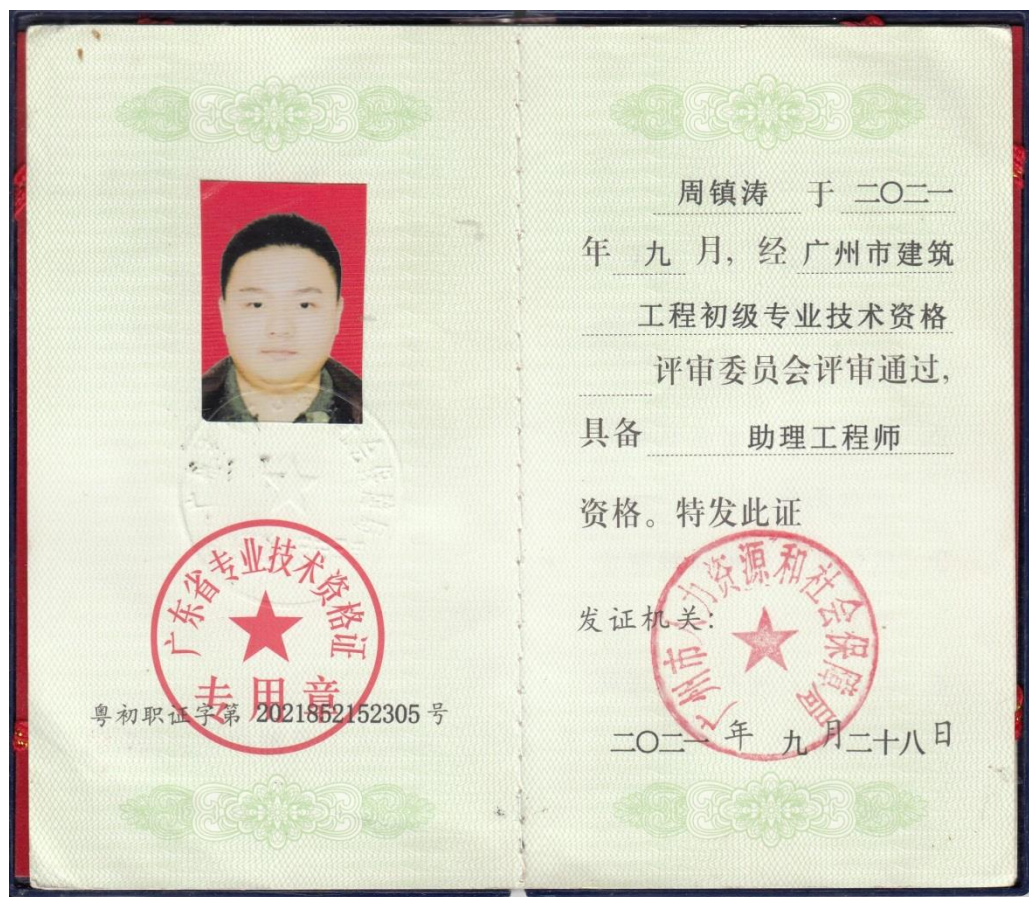 广东省专业技术资格证
专用章
粤初职证字第 2021852152305 号
周镇涛 于 二〇二一
年 九 月, 经 广州市建筑
工程初级专业技术资格
评审委员会评审通过,
具备 助理工程师
资格。特发此证
发证机关:
广州市人力资源和社会保障局
二〇二一 年 九 月二十八日